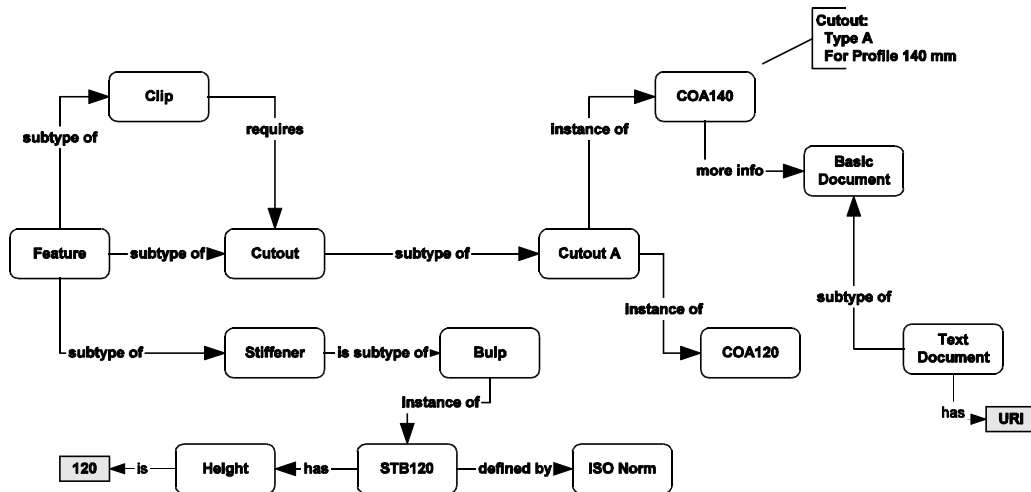 Cutout:
Type A
For Profile 140 mm
Clip
COA140
subtype of
requires
instance of
more info
Basic
Document
Feature
subtype of
Cutout
subtype of
Cutout A
subtype of
instance of
subtype of
Stiffener
is subtype of
Bulp
COA120
Text
Document
instance of
has
URI
120
is
Height
has
STB120
defined by
ISO Norm